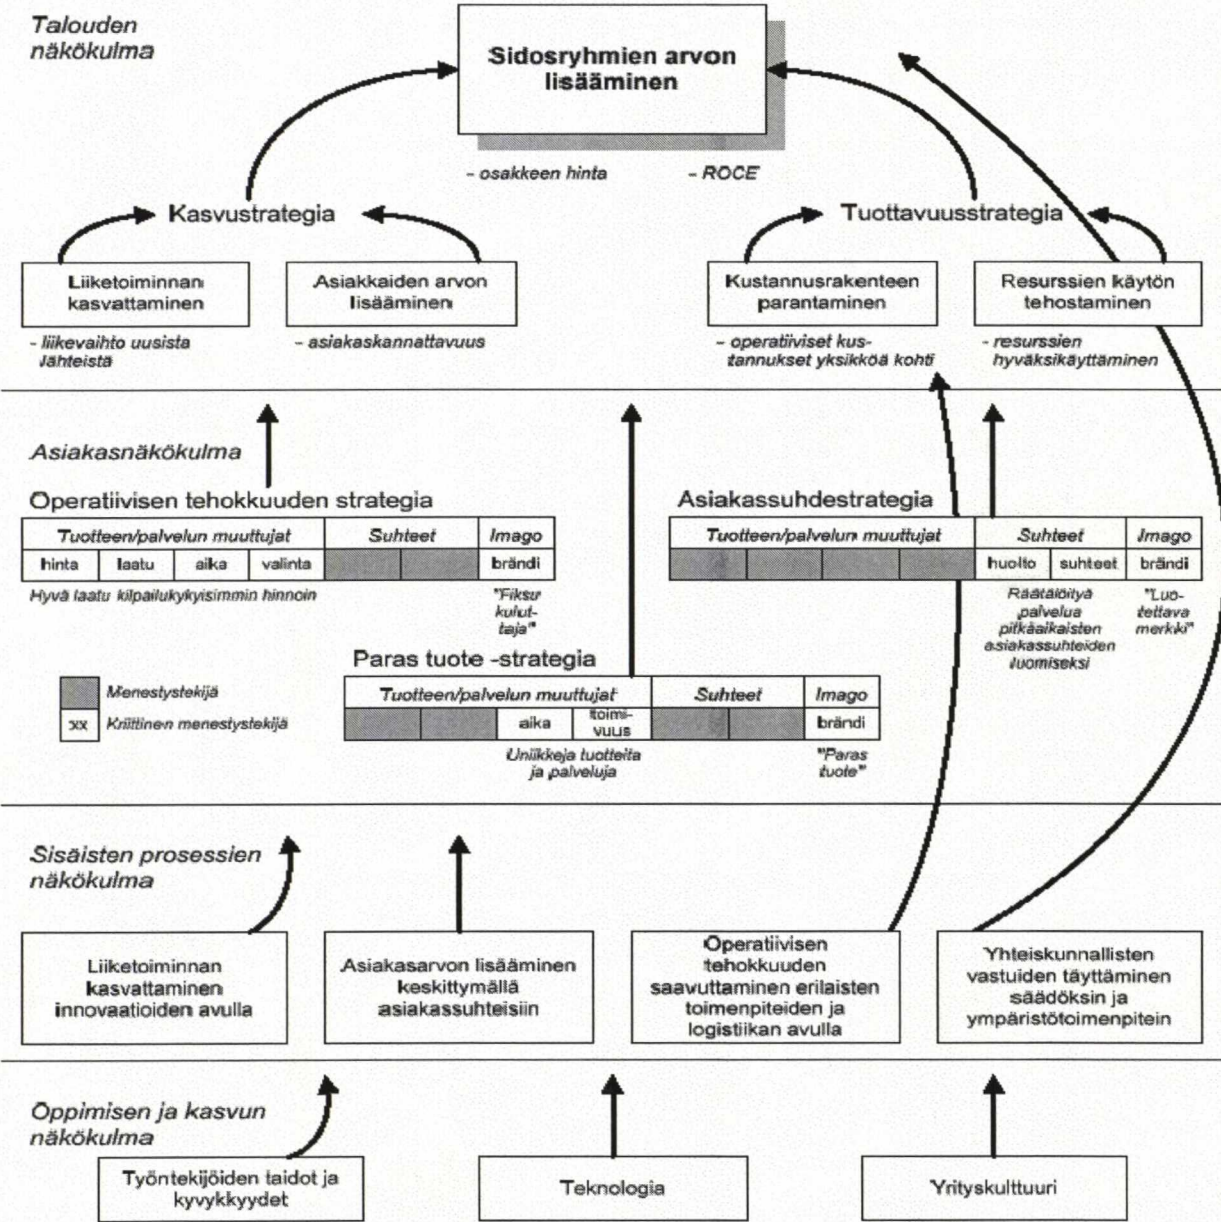 Talouden
näkökulma
Sidosryhmien arvon
lisääminen
- osakkeen hinta
- ROCE
Kasvustrategia
Tuottavuusstrategia
Liiketoiminnan
kasvattaminen
Asiakkaiden arvon
lisääminen
Kustannusrakenteen
parantaminen
Resurssien käytön
tehostaminen
- liikevaihto uusista
lähteistä
- asiakaskannattavuus
- operatiiviset kus-
tannukset yksikköä kohti
- resurssien
hyväksikäyttäminen
Asiakasnäkökulma
Operatiivisen tehokkuuden strategia
Tuotteen/palvelun muuttujat Suhteet Imago
hinta laatu aika valinta brändi
Hyvä laatu kilpailukykyisimmin hinnoin
"Fiksu
kulut-
taja"
Asiakassuhdestrategia
Tuotteen/palvelun muuttujat Suhteet Imago
huolto suhteet brändi
Räätälöityä
palvelua
pitkäaikaisten
asiakassuhteiden
luomiseksi
"Luo-
tettava
merkki"
Paras tuote -strategia
Tuotteen/palvelun muuttujat Suhteet Imago
aika toimi-
vuus brändi
Uniikkeja tuotteita
ja palveluja
"Paras
tuote"
Menestystekijä
xx Kriittinen menestystekijä
Sisäisten prosessien
näkökulma
Liiketoiminnan
kasvattaminen
innovaatioiden avulla
Asiakasarvon lisääminen
keskittymällä
asiakassuhteisiin
Operatiivisen
tehokkuuden
saavuttaminen erilaisten
toimenpiteiden ja
logistiikan avulla
Yhteiskunnallisten
vastuiden täyttäminen
säädöksin ja
ympäristötoimenpitein
Oppimisen ja kasvun
näkökulma
Työntekijöiden taidot ja
kyvykkyydet
Teknologia
Yrityskulttuuri